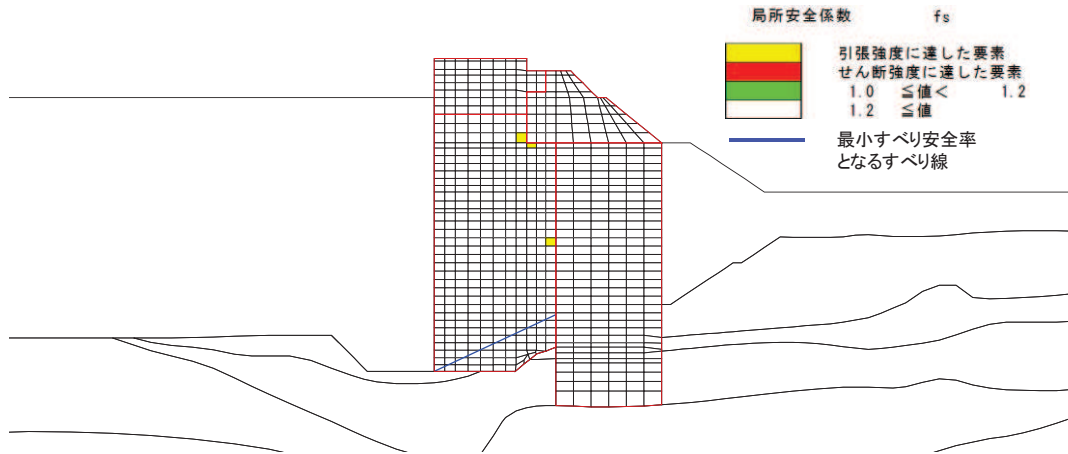 局所安全係数 fs
引張強度に達した要素
せん断強度に達した要素
1.0 ≦値< 1.2
1.2 ≦値
最小すべり安全率
となるすべり線